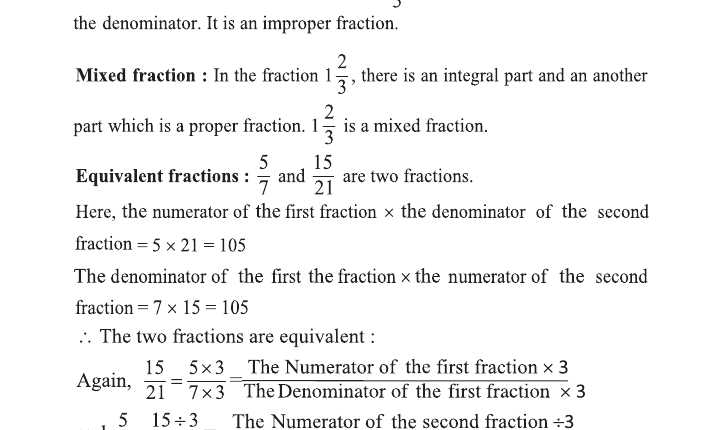 the denominator. It is an improper fraction.
Mixed fraction : In the fraction 1 2/3, there is an integral part and an another
part which is a proper fraction. 1 2/3 is a mixed fraction.
Equivalent fractions : 5/7 and 15/21 are two fractions.
Here, the numerator of the first fraction × the denominator of the second
fraction = 5 × 21 = 105
The denominator of the first the fraction × the numerator of the second
fraction = 7 × 15 = 105
∴ The two fractions are equivalent :
Again, 15/21 = 5×3/7×3 = The Numerator of the first fraction × 3/The Denominator of the first fraction × 3
5 15÷3 The Numerator of the second fraction ÷3